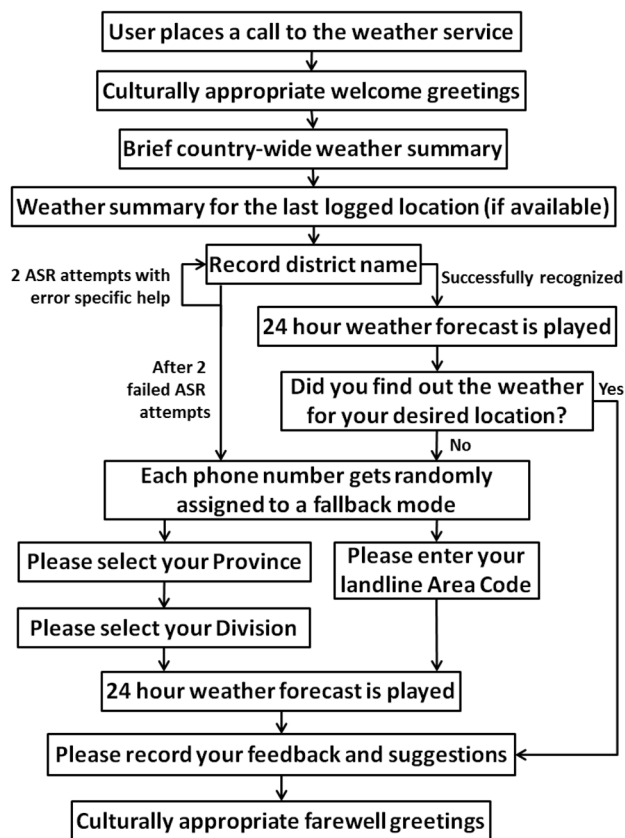 User places a call to the weather service
Culturally appropriate welcome greetings
Brief country-wide weather summary
Weather summary for the last logged location (if available)
Record district name
2 ASR attempts with
error specific help
Successfully recognized
24 hour weather forecast is played
After 2
failed ASR
attempts
Did you find out the weather
for your desired location?
Yes
No
Each phone number gets randomly
assigned to a fallback mode
Please select your Province
Please enter your
landline Area Code
Please select your Division
24 hour weather forecast is played
Please record your feedback and suggestions
Culturally appropriate farewell greetings